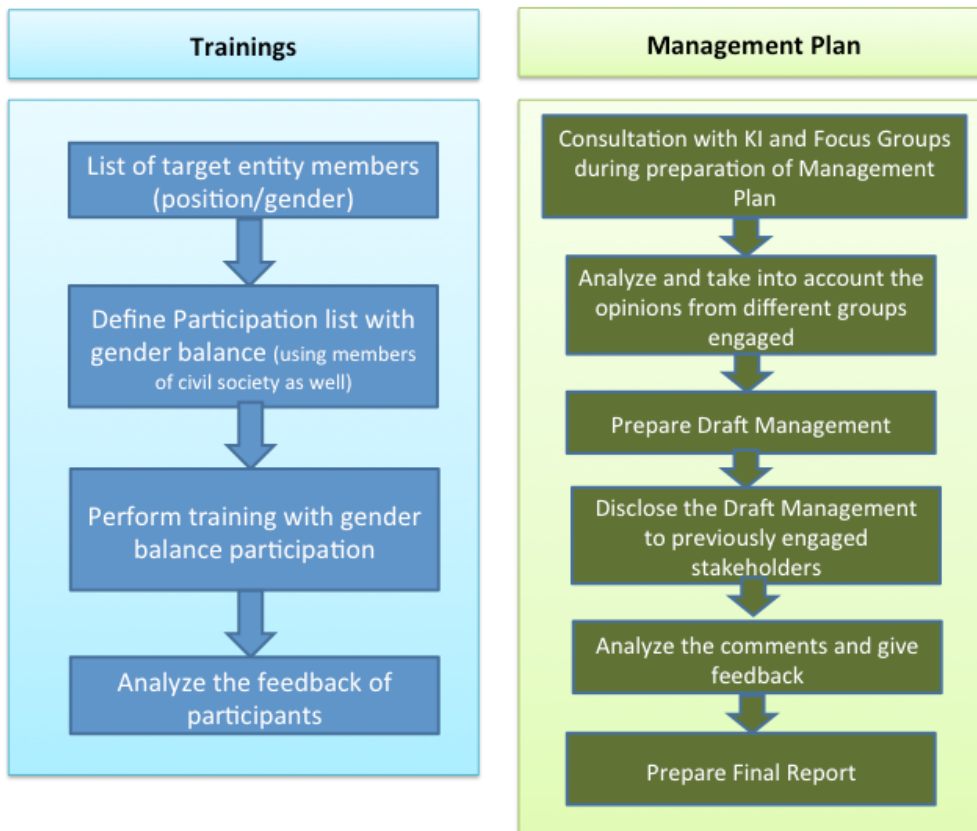 Trainings
List of target entity members
(position/gender)
Define Participation list with
gender balance (using members
of civil society as well)
Perform training with gender
balance participation
Analyze the feedback of
participants
Management Plan
Consultation with KI and Focus Groups
during preparation of Management
Plan
Analyze and take into account the
opinions from different groups
engaged
Prepare Draft Management
Disclose the Draft Management
to previously engaged
stakeholders
Analyze the comments and give
feedback
Prepare Final Report